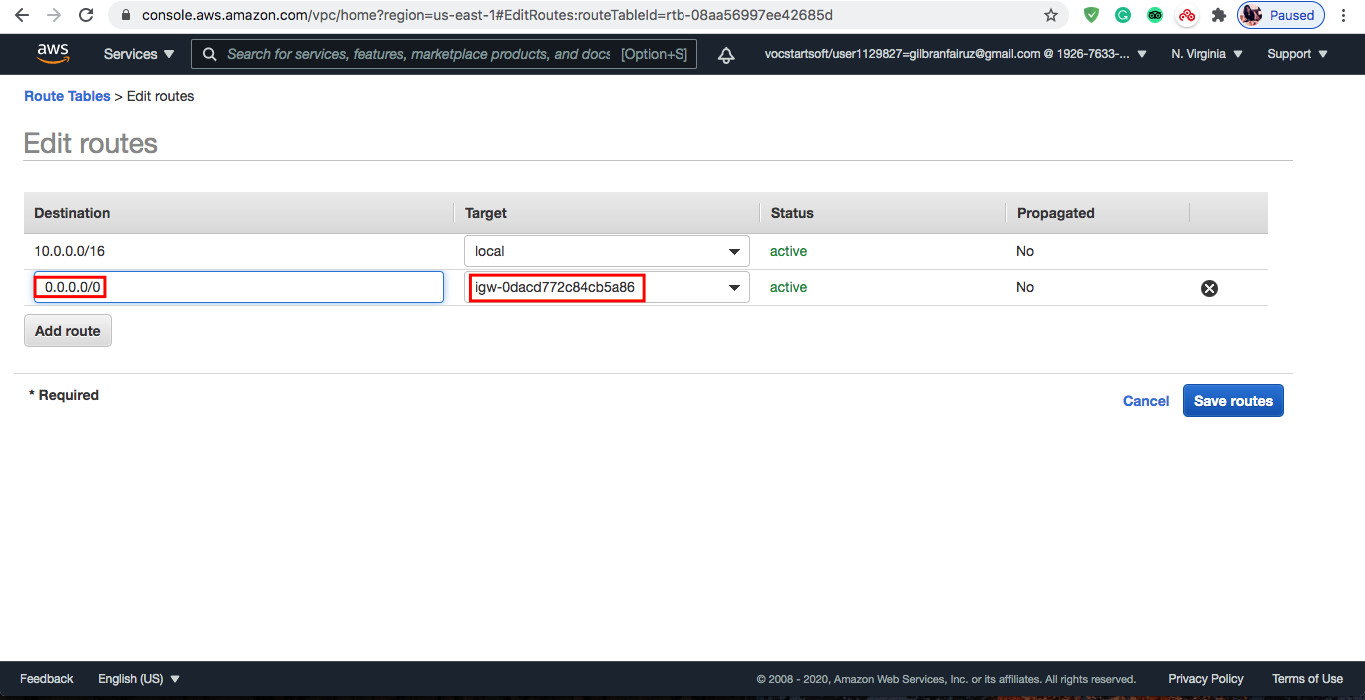 console.aws.amazon.com/vpc/home?region=us-east-1#EditRoutes:routeTableId=rtb-08aa56997ee42685d Paused
aws Services Search for services, features, marketplace products, and docs [Option+S] vocstartsoft/user1129827=gilbranfairuz@gmail.com @ 1926-7633-... N. Virginia Support
Route Tables > Edit routes
Edit routes
Destination Target Status Propagated
10.0.0.0/16 local active No
0.0.0.0/0 igw-0dacd772c84cb5a86 active No
Add route
* Required
Cancel Save routes
Feedback English (US) © 2008 - 2020, Amazon Web Services, Inc. or its affiliates. All rights reserved. Privacy Policy Terms of Use